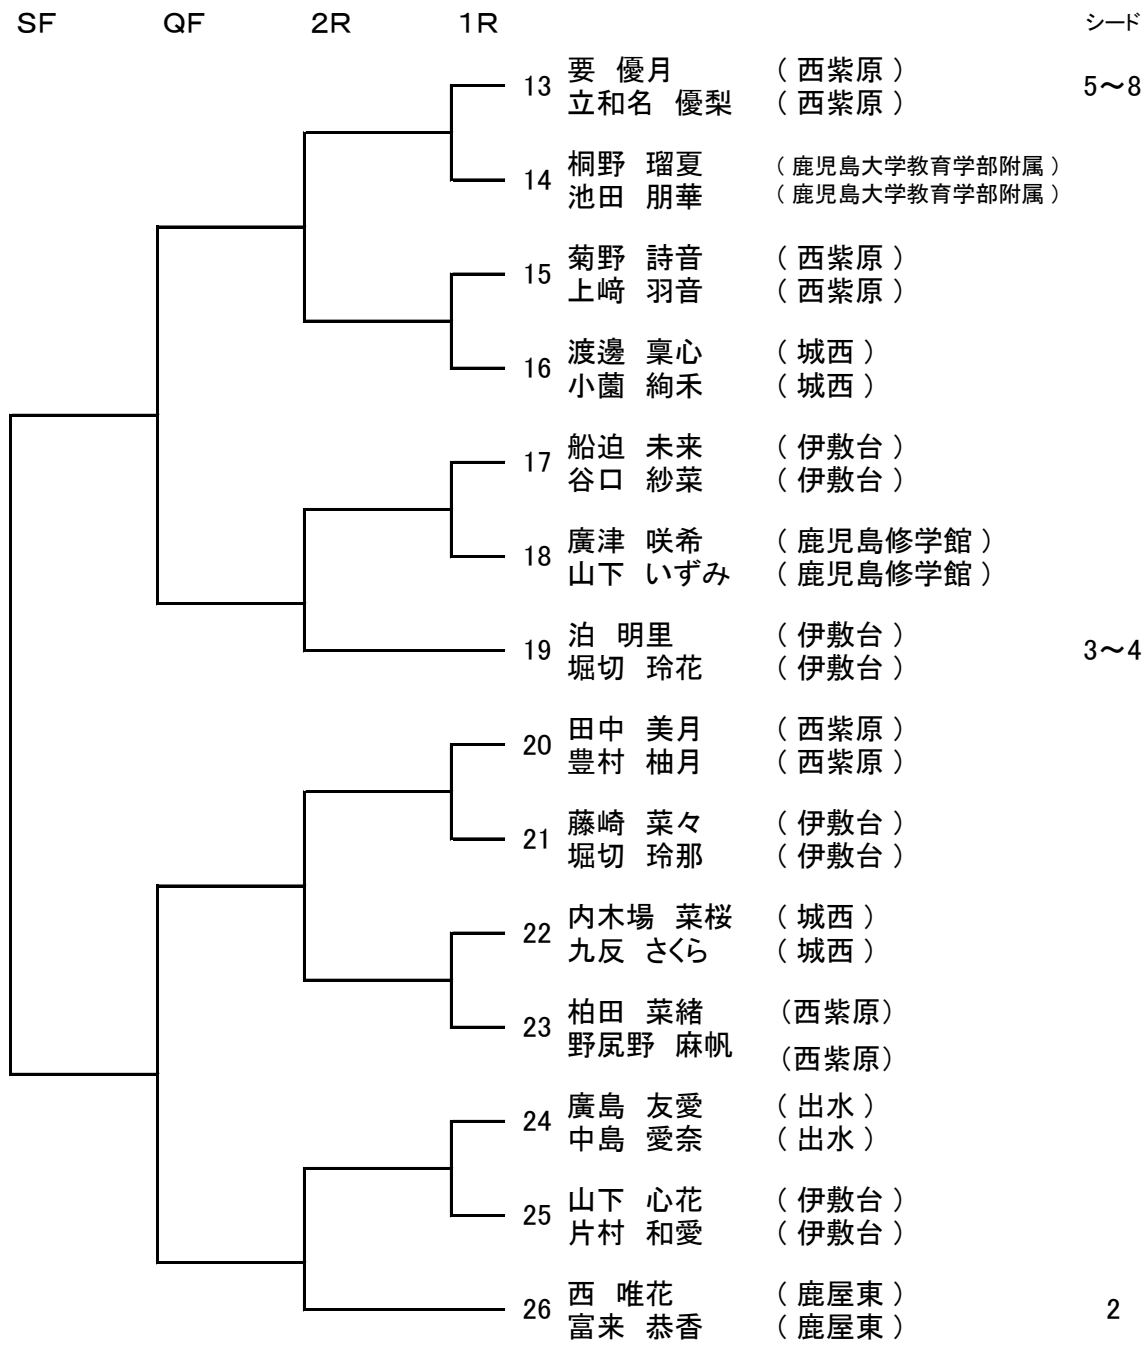 SF QF 2R 1R シード
13 要 優月 ( 西紫原 ) 5~8
立和名 優梨 ( 西紫原 )
14 桐野 瑠夏 ( 鹿児島大学教育学部附属 )
池田 朋華 ( 鹿児島大学教育学部附属 )
15 菊野 詩音 ( 西紫原 )
上﨑 羽音 ( 西紫原 )
16 渡邊 稟心 ( 城西 )
小薗 絢禾 ( 城西 )
17 船迫 未来 ( 伊敷台 )
谷口 紗菜 ( 伊敷台 )
18 廣津 咲希 ( 鹿児島修学館 )
山下 いずみ ( 鹿児島修学館 )
19 泊 明里 ( 伊敷台 ) 3~4
堀切 玲花 ( 伊敷台 )
20 田中 美月 ( 西紫原 )
豊村 柚月 ( 西紫原 )
21 藤崎 菜々 ( 伊敷台 )
堀切 玲那 ( 伊敷台 )
22 内木場 菜桜 ( 城西 )
九反 さくら ( 城西 )
23 柏田 菜緒 (西紫原)
野尻野 麻帆 (西紫原)
24 廣島 友愛 ( 出水 )
中島 愛奈 ( 出水 )
25 山下 心花 ( 伊敷台 )
片村 和愛 ( 伊敷台 )
26 西 唯花 ( 鹿屋東 ) 2
富来 恭香 ( 鹿屋東 )